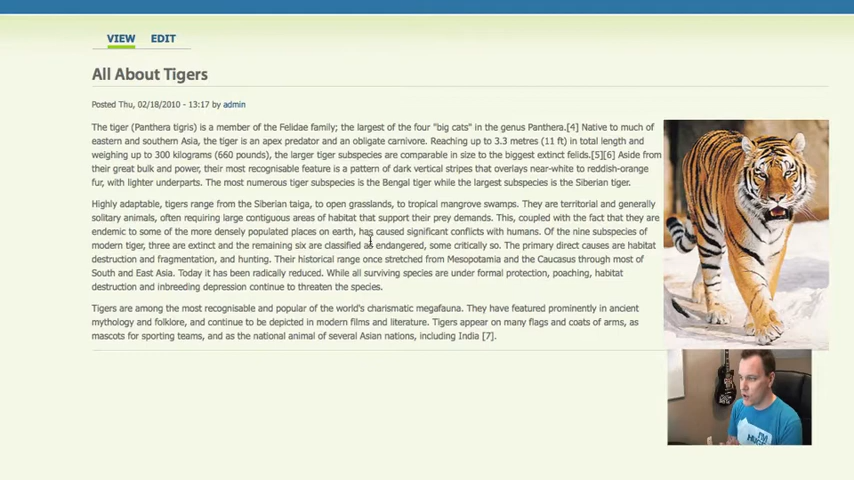 VIEW EDIT
All About Tigers
Posted Thu, 02/18/2010 - 13:17 by admin
The tiger (Panthera tigris) is a member of the Felidae family; the largest of the four "big cats" in the genus Panthera.[4] Native to much of
eastern and southern Asia, the tiger is an apex predator and an obligate carnivore. Reaching up to 3.3 metres (11 ft) in total length and
weighing up to 300 kilograms (660 pounds), the larger tiger subspecies are comparable in size to the biggest extinct felids.[5][6] Aside from
their great bulk and power, their most recognisable feature is a pattern of dark vertical stripes that overlays near-white to reddish-orange
fur, with lighter underparts. The most numerous tiger subspecies is the Bengal tiger while the largest subspecies is the Siberian tiger.
Highly adaptable, tigers range from the Siberian taiga, to open grasslands, to tropical mangrove swamps. They are territorial and generally
solitary animals, often requiring large contiguous areas of habitat that support their prey demands. This, coupled with the fact that they are
endemic to some of the more densely populated places on earth, has caused significant conflicts with humans. Of the nine subspecies of
modern tiger, three are extinct and the remaining six are classified as endangered, some critically so. The primary direct causes are habitat
destruction and fragmentation, and hunting. Their historical range once stretched from Mesopotamia and the Caucasus through most of
South and East Asia. Today it has been radically reduced. While all surviving species are under formal protection, poaching, habitat
destruction and inbreeding depression continue to threaten the species.
Tigers are among the most recognisable and popular of the world's charismatic megafauna. They have featured prominently in ancient
mythology and folklore, and continue to be depicted in modern films and literature. Tigers appear on many flags and coats of arms, as
mascots for sporting teams, and as the national animal of several Asian nations, including India [7].
I'M